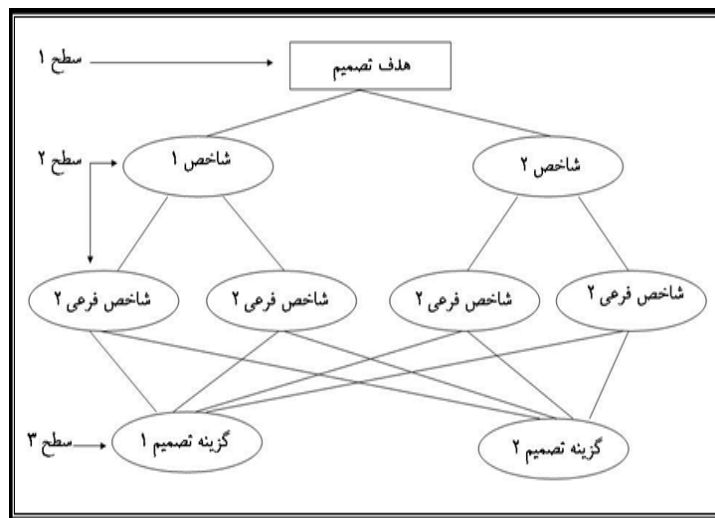 سطح ۱
هدف تصمیم
سطح ۲
شاخص ۱
شاخص ۲
شاخص فرعی ۲
شاخص فرعی ۲
شاخص فرعی ۲
شاخص فرعی ۲
سطح ۳
گزینه تصمیم ۱
گزینه تصمیم ۲